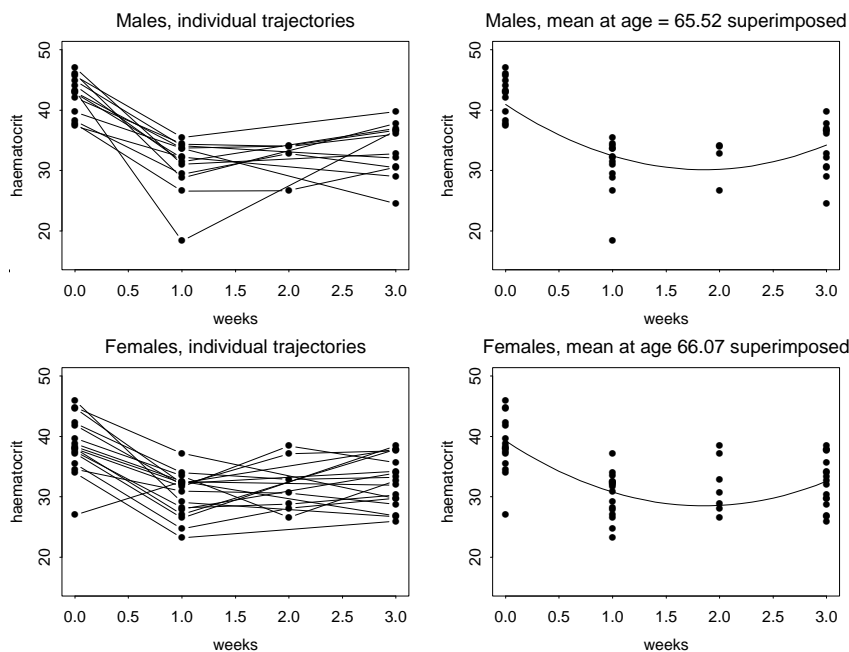 Males, individual trajectories
Males, mean at age = 65.52 superimposed
haematocrit
50
40
30
20
0.0 0.5 1.0 1.5 2.0 2.5 3.0
weeks
haematocrit
50
40
30
20
0.0 0.5 1.0 1.5 2.0 2.5 3.0
weeks
Females, individual trajectories
Females, mean at age 66.07 superimposed
haematocrit
50
40
30
20
0.0 0.5 1.0 1.5 2.0 2.5 3.0
weeks
haematocrit
50
40
30
20
0.0 0.5 1.0 1.5 2.0 2.5 3.0
weeks